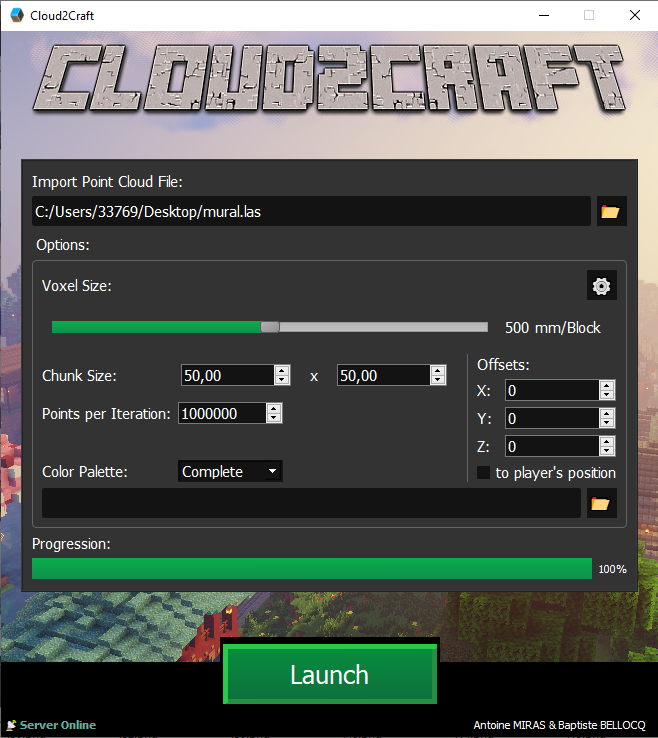 Cloud2Craft
CLOUD2CRAFT
Import Point Cloud File:
C:/Users/33769/Desktop/mural.las
Options:
Voxel Size:
500 mm/Block
Chunk Size: 50,00 x 50,00
Points per Iteration: 1000000
Offsets:
X: 0
Y: 0
Z: 0
to player's position
Color Palette: Complete
Progression:
100%
Launch
Server Online
Antoine MIRAS & Baptiste BELLOCQ